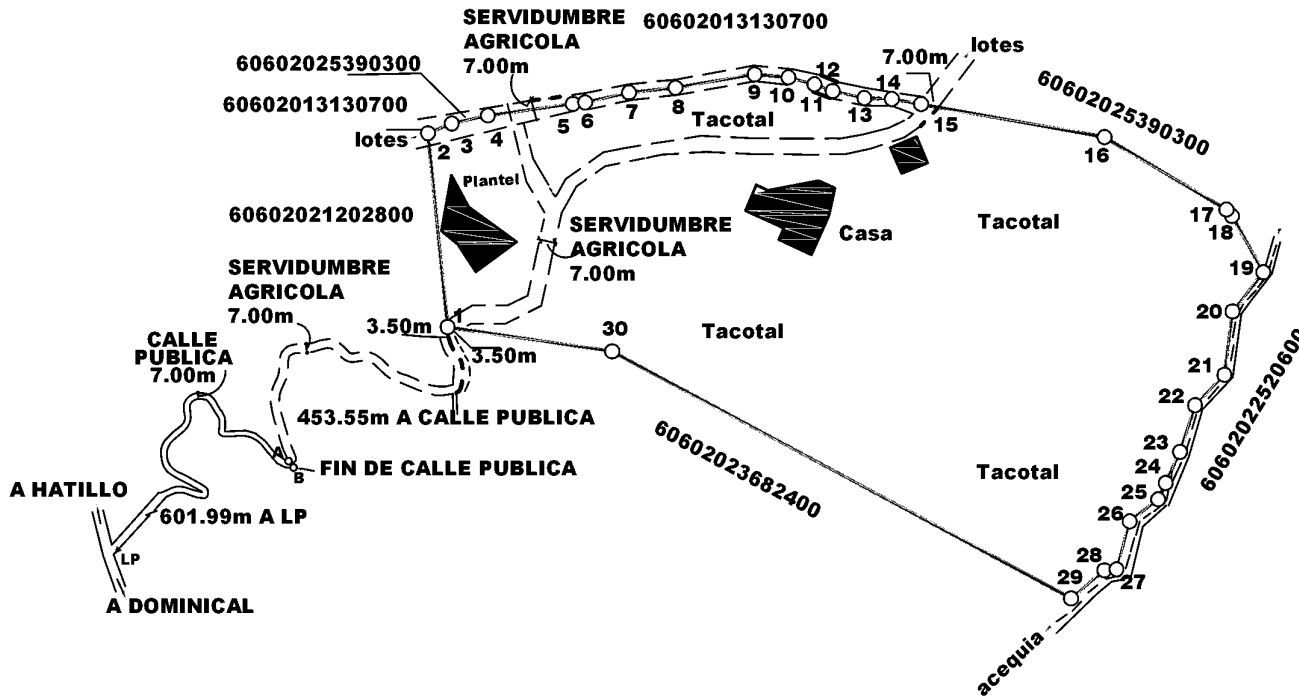 SERVIDUMBRE
AGRICOLA
7.00m
60602013130700
lotes
7.00m
60602025390300
60602013130700
lotes
2
3
4
5
6
7
8
9
10
11
12
13
14
15
16
60602025390300
Tacotal
Plantel
60602021202800
SERVIDUMBRE
AGRICOLA
7.00m
Casa
Tacotal
17
18
19
20
SERVIDUMBRE
AGRICOLA
7.00m
1
3.50m
3.50m
30
Tacotal
CALLE
PUBLICA
7.00m
21
22
60602022520600
453.55m A CALLE PUBLICA
A
B
FIN DE CALLE PUBLICA
60602023682400
Tacotal
23
24
25
26
A HATILLO
601.99m A LP
LP
A DOMINICAL
27
28
29
acequia